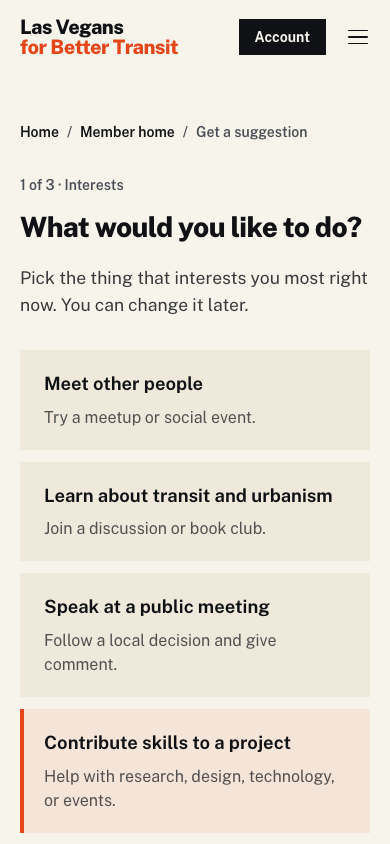 Las Vegans
for Better Transit
Account
Home / Member home / Get a suggestion
1 of 3 · Interests
What would you like to do?
Pick the thing that interests you most right
now. You can change it later.
Meet other people
Try a meetup or social event.
Learn about transit and urbanism
Join a discussion or book club.
Speak at a public meeting
Follow a local decision and give
comment.
Contribute skills to a project
Help with research, design, technology,
or events.